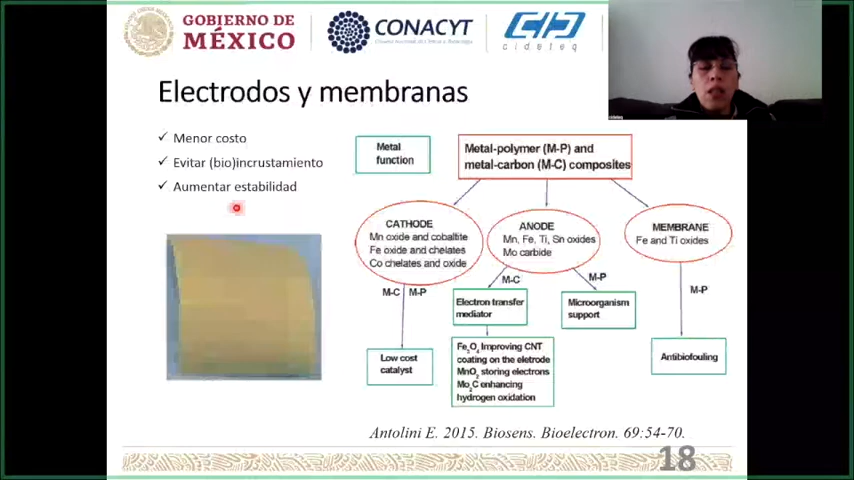 GOBIERNO DE
MÉXICO
CONACYT
cideteq
Electrodos y membranas
✓ Menor costo
✓ Evitar (bio)incrustamiento
✓ Aumentar estabilidad
Metal
function
Metal-polymer (M-P) and
metal-carbon (M-C) composites
CATHODE
Mn oxide and cobaltite
Fe oxide and chelates
Co chelates and oxide
ANODE
Mn, Fe, Ti, Sn oxides
Mo carbide
MEMBRANE
Fe and Ti oxides
M-C
M-P
M-C
M-P
M-P
Electron transfer
mediator
Microorganism
support
Low cost
catalyst
Fe3O4 Improving CNT
coating on the eletrode
MnO2 storing electrons
Mo2C enhancing
hydrogen oxidation
Antibiofouling
Antolini E. 2015. Biosens. Bioelectron. 69:54-70.
18